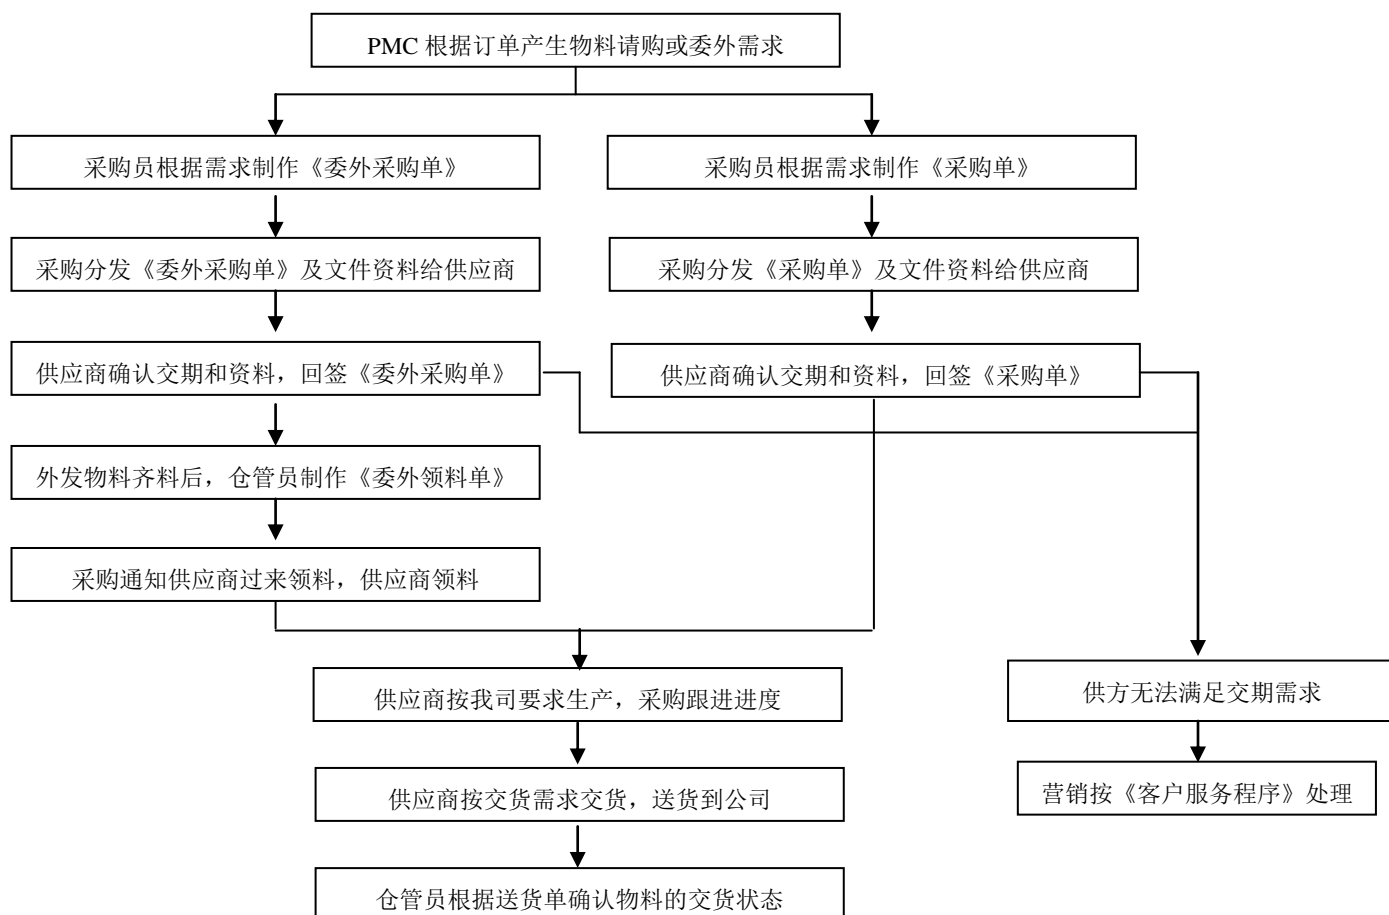 PMC 根据订单产生物料请购或委外需求
采购员根据需求制作《委外采购单》
采购员根据需求制作《采购单》
采购分发《委外采购单》及文件资料给供应商
采购分发《采购单》及文件资料给供应商
供应商确认交期和资料，回签《委外采购单》
供应商确认交期和资料，回签《采购单》
外发物料齐料后，仓管员制作《委外领料单》
采购通知供应商过来领料，供应商领料
供应商按我司要求生产，采购跟进进度
供方无法满足交期需求
供应商按交货需求交货，送货到公司
营销按《客户服务程序》处理
仓管员根据送货单确认物料的交货状态